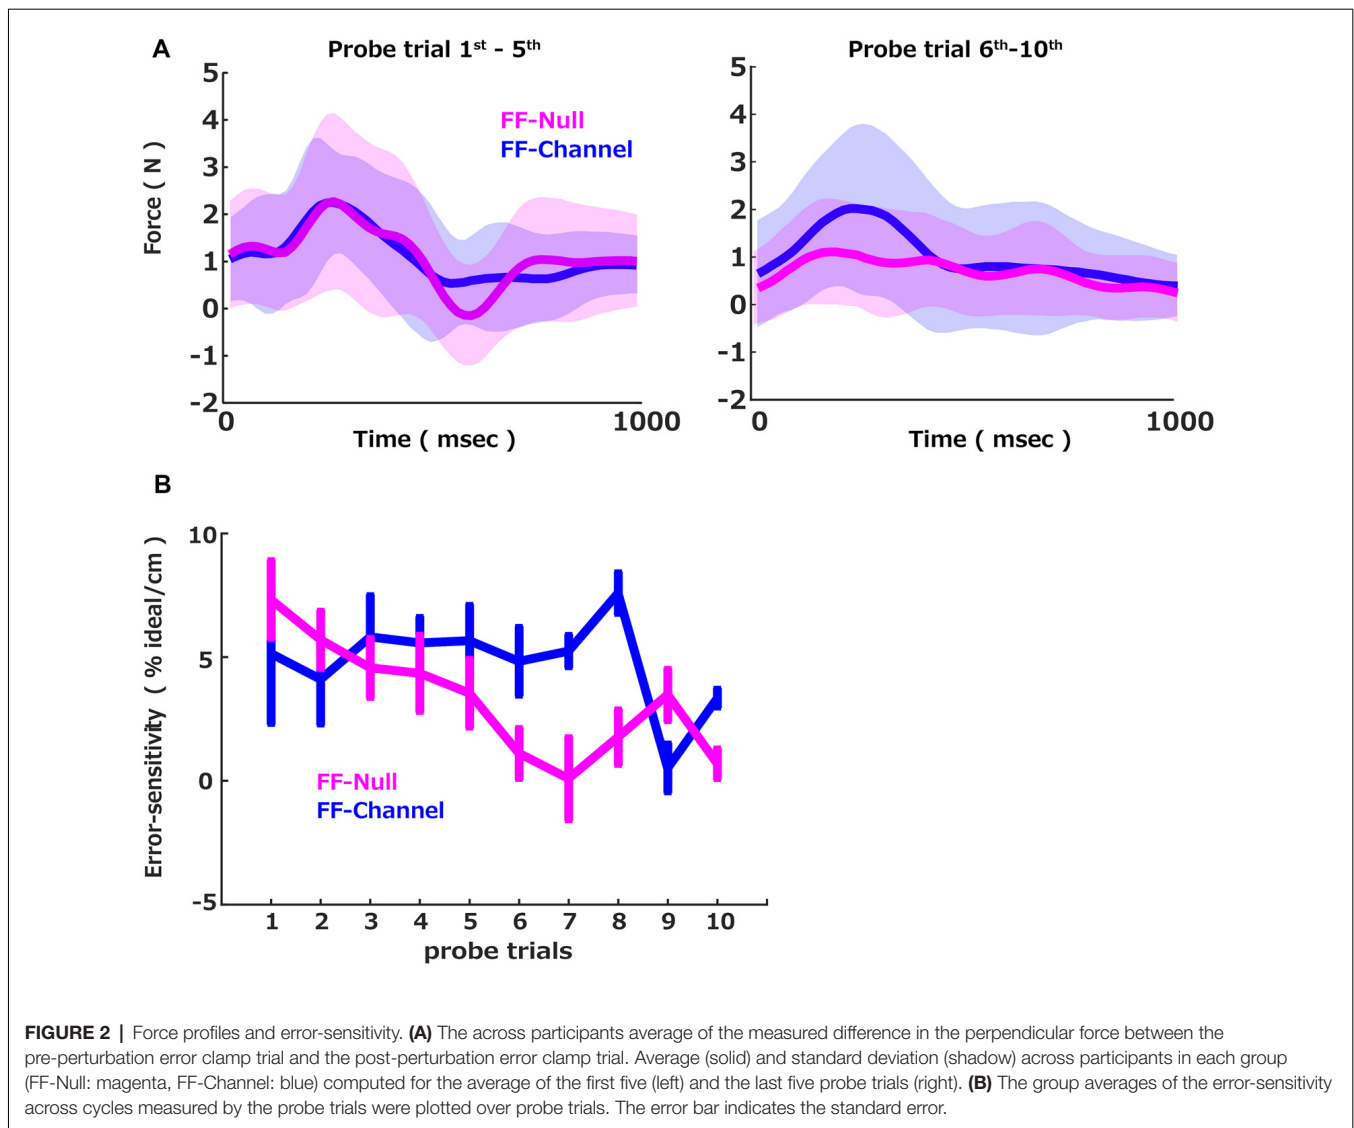 A
Probe trial 1st - 5th
5
4
3
2
1
0
-1
-2
Force ( N )
FF-Null
FF-Channel
0
1000
Time ( msec )
Probe trial 6th-10th
5
4
3
2
1
0
-1
-2
0
1000
Time ( msec )
B
10
5
0
-5
Error-sensitivity ( % ideal/cm )
FF-Null
FF-Channel
1 2 3 4 5 6 7 8 9 10
probe trials
FIGURE 2 | Force profiles and error-sensitivity. (A) The across participants average of the measured difference in the perpendicular force between the
pre-perturbation error clamp trial and the post-perturbation error clamp trial. Average (solid) and standard deviation (shadow) across participants in each group
(FF-Null: magenta, FF-Channel: blue) computed for the average of the first five (left) and the last five probe trials (right). (B) The group averages of the error-sensitivity
across cycles measured by the probe trials were plotted over probe trials. The error bar indicates the standard error.